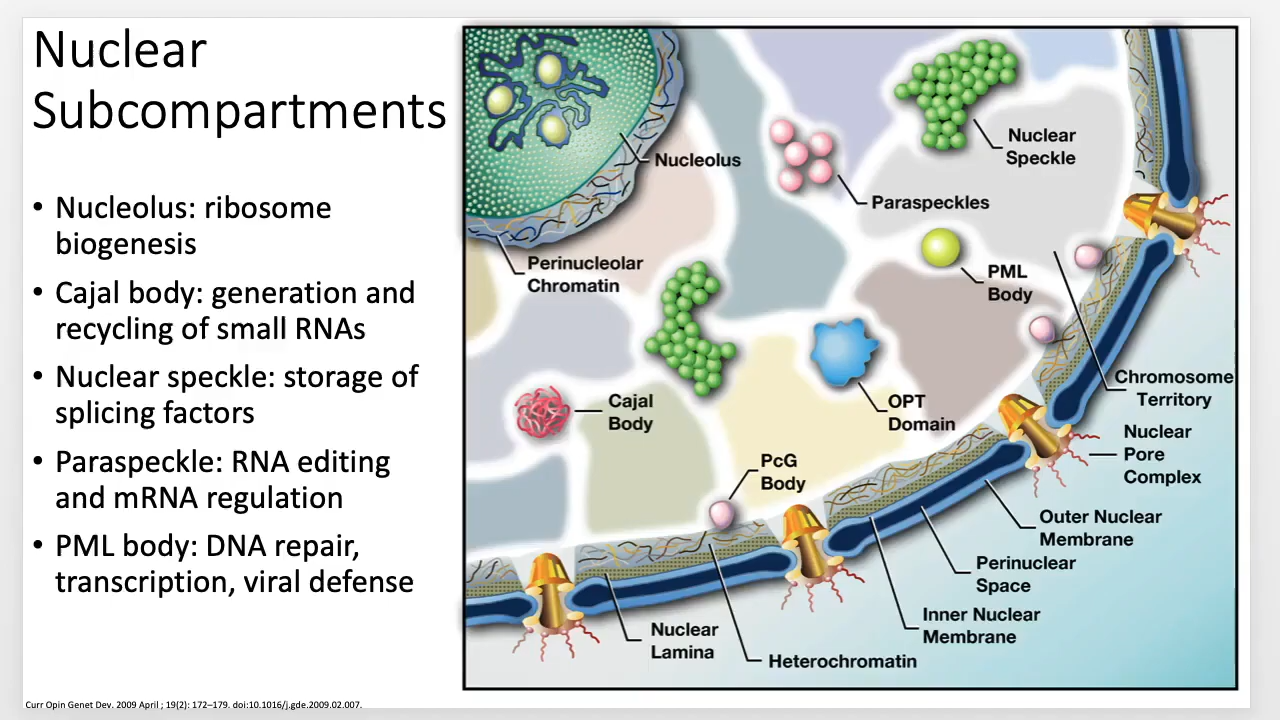 Nuclear
Subcompartments
• Nucleolus: ribosome
biogenesis
• Cajal body: generation and
recycling of small RNAs
• Nuclear speckle: storage of
splicing factors
• Paraspeckle: RNA editing
and mRNA regulation
• PML body: DNA repair,
transcription, viral defense
Nucleolus
Nuclear
Speckle
Paraspeckles
Perinucleolar
Chromatin
PML
Body
Chromosome
Territory
Cajal
Body
OPT
Domain
Nuclear
Pore
Complex
PcG
Body
Outer Nuclear
Membrane
Perinuclear
Space
Inner Nuclear
Membrane
Nuclear
Lamina
Heterochromatin
Curr Opin Genet Dev. 2009 April ; 19(2): 172–179. doi:10.1016/j.gde.2009.02.007.